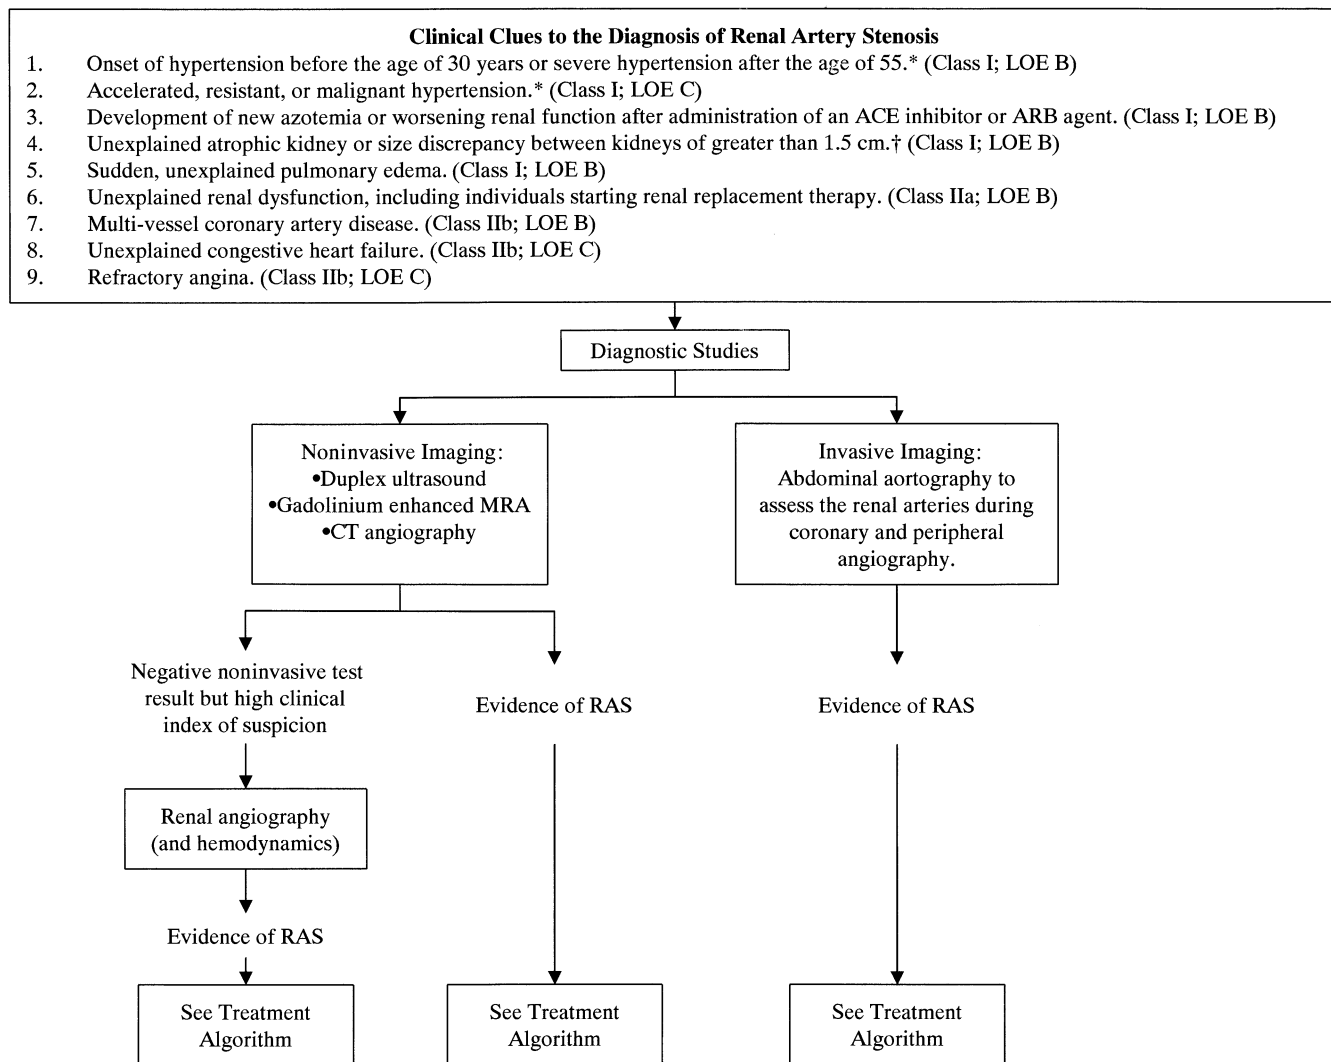 Clinical Clues to the Diagnosis of Renal Artery Stenosis
1. Onset of hypertension before the age of 30 years or severe hypertension after the age of 55.* (Class I; LOE B)
2. Accelerated, resistant, or malignant hypertension.* (Class I; LOE C)
3. Development of new azotemia or worsening renal function after administration of an ACE inhibitor or ARB agent. (Class I; LOE B)
4. Unexplained atrophic kidney or size discrepancy between kidneys of greater than 1.5 cm.† (Class I; LOE B)
5. Sudden, unexplained pulmonary edema. (Class I; LOE B)
6. Unexplained renal dysfunction, including individuals starting renal replacement therapy. (Class IIa; LOE B)
7. Multi-vessel coronary artery disease. (Class IIb; LOE B)
8. Unexplained congestive heart failure. (Class IIb; LOE C)
9. Refractory angina. (Class IIb; LOE C)
Diagnostic Studies
Noninvasive Imaging:
•Duplex ultrasound
•Gadolinium enhanced MRA
•CT angiography
Invasive Imaging:
Abdominal aortography to
assess the renal arteries during
coronary and peripheral
angiography.
Negative noninvasive test
result but high clinical
index of suspicion
Evidence of RAS
Evidence of RAS
Renal angiography
(and hemodynamics)
Evidence of RAS
See Treatment
Algorithm
See Treatment
Algorithm
See Treatment
Algorithm